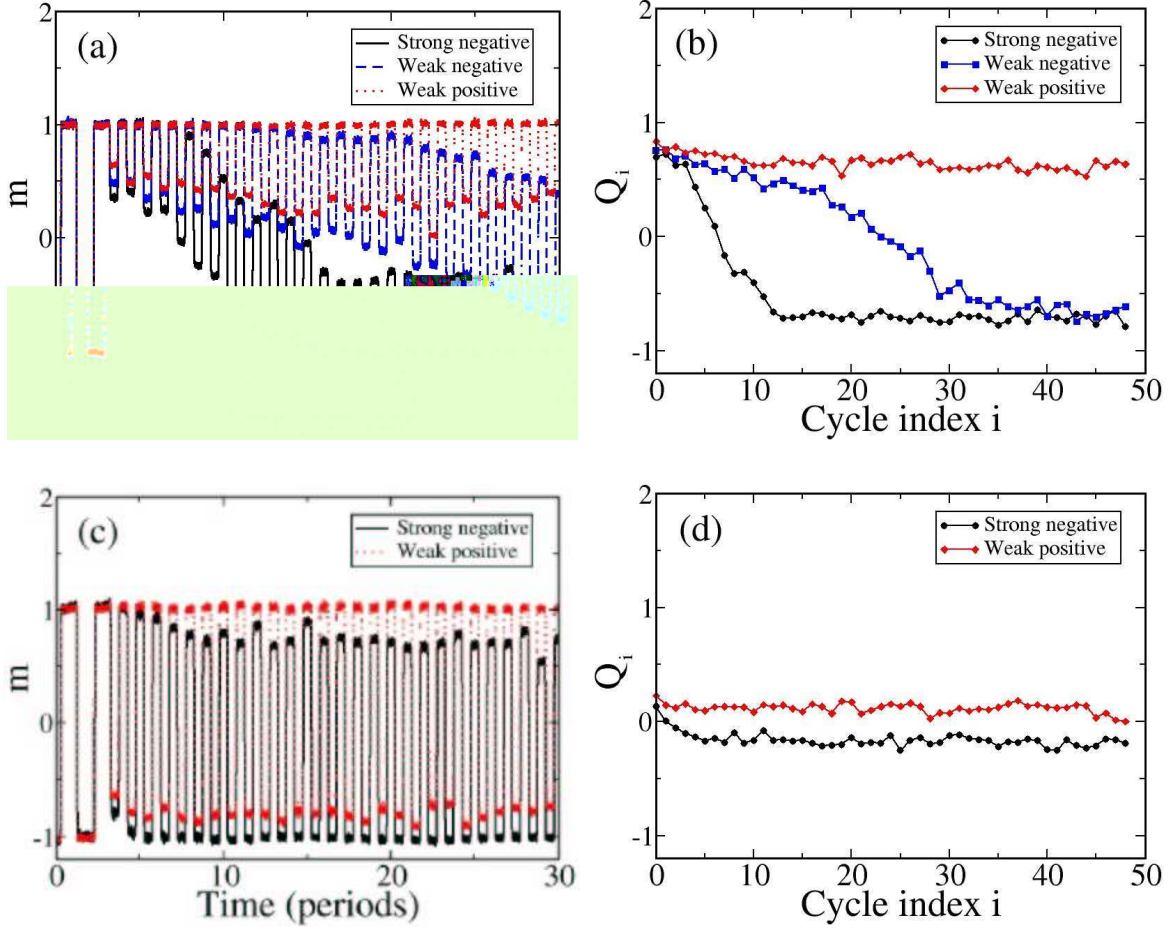 2
(a)
Strong negative
Weak negative
Weak positive
1
m
0
2
(b)
Strong negative
Weak negative
Weak positive
1
Q_i
0
-1
0 10 20 30 40 50
Cycle index i
2
(c)
Strong negative
Weak positive
1
m
0
-1
0 10 20 30
Time (periods)
2
(d)
Strong negative
Weak positive
1
Q_i
0
-1
0 10 20 30 40 50
Cycle index i